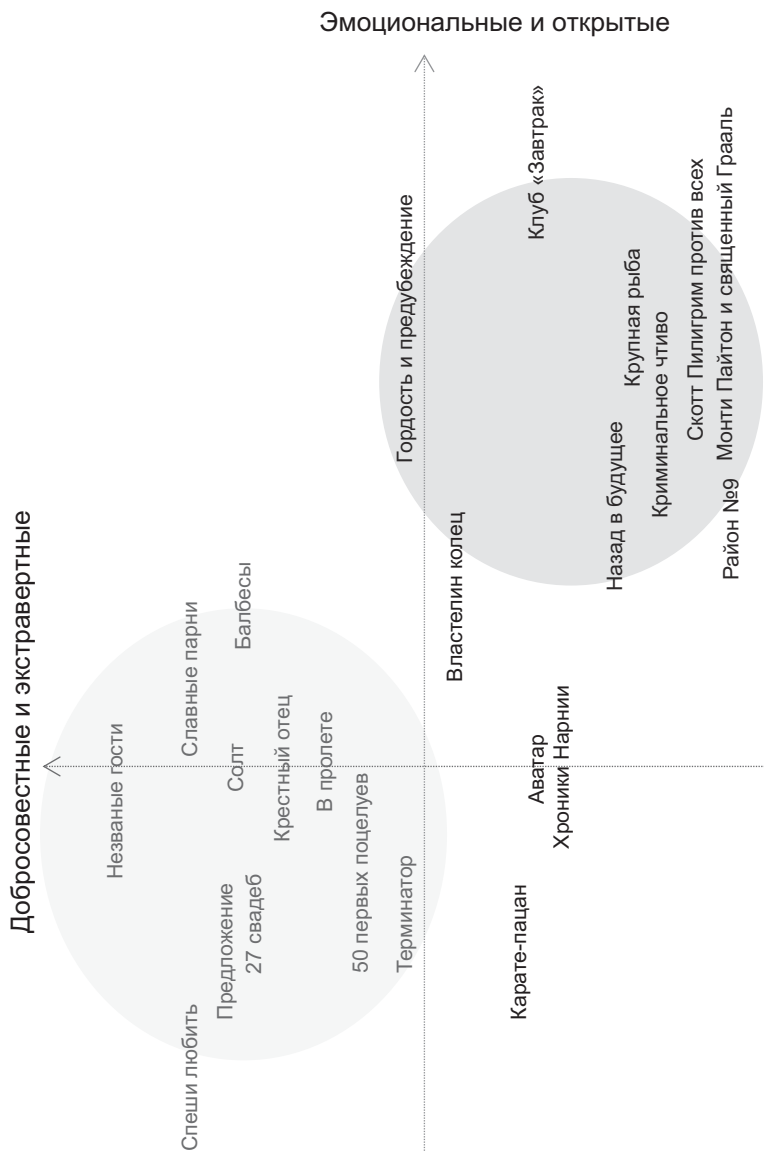 Эмоциональные и открытые
Добросовестные и экстравертные
Незваные гости
Спеши любить
Славные парни
Предложение
Солт
Балбесы
27 свадеб
Крестный отец
В пролете
50 первых поцелуев
Терминатор
Гордость и предубеждение
Властелин колец
Карате-пацан
Аватар
Клуб «Завтрак»
Хроники Нарнии
Назад в будущее
Крупная рыба
Криминальное чтиво
Скотт Пилигрим против всех
Монти Пайтон и священный Грааль
Район №9